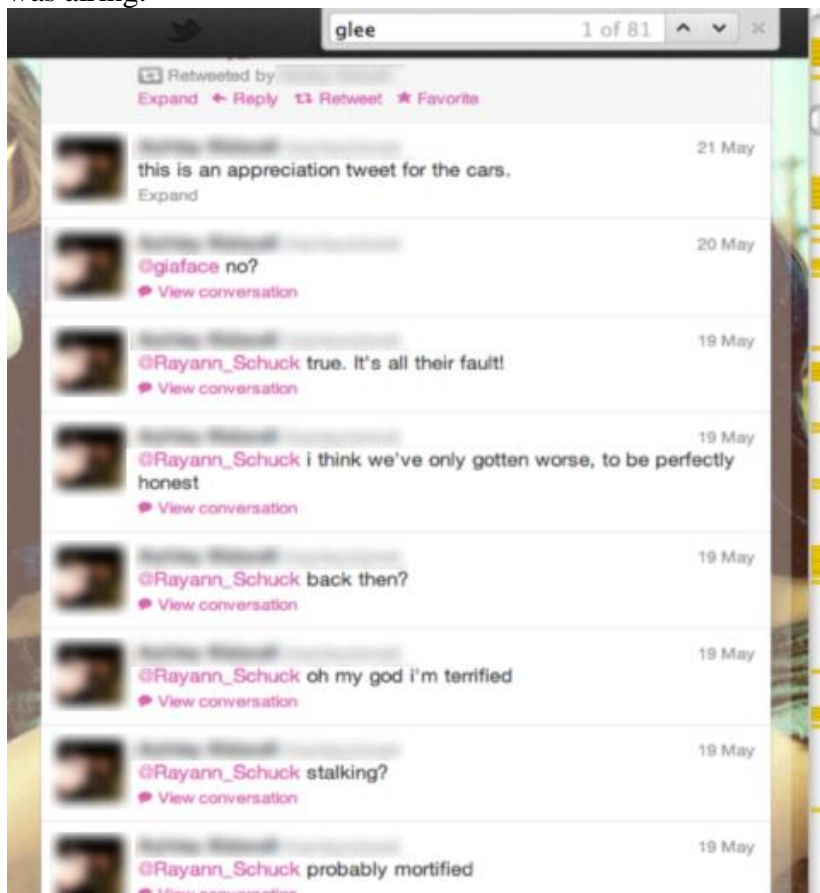 was airing.
glee 1 of 81
Retweeted by
Expand Reply Retweet Favorite
21 May
this is an appreciation tweet for the cars.
Expand
20 May
@giaface no?
View conversation
19 May
@Rayann_Schuck true. It's all their fault!
View conversation
19 May
@Rayann_Schuck i think we've only gotten worse, to be perfectly
honest
View conversation
19 May
@Rayann_Schuck back then?
View conversation
19 May
@Rayann_Schuck oh my god i'm terrified
View conversation
19 May
@Rayann_Schuck stalking?
View conversation
19 May
@Rayann_Schuck probably mortified
View conversation